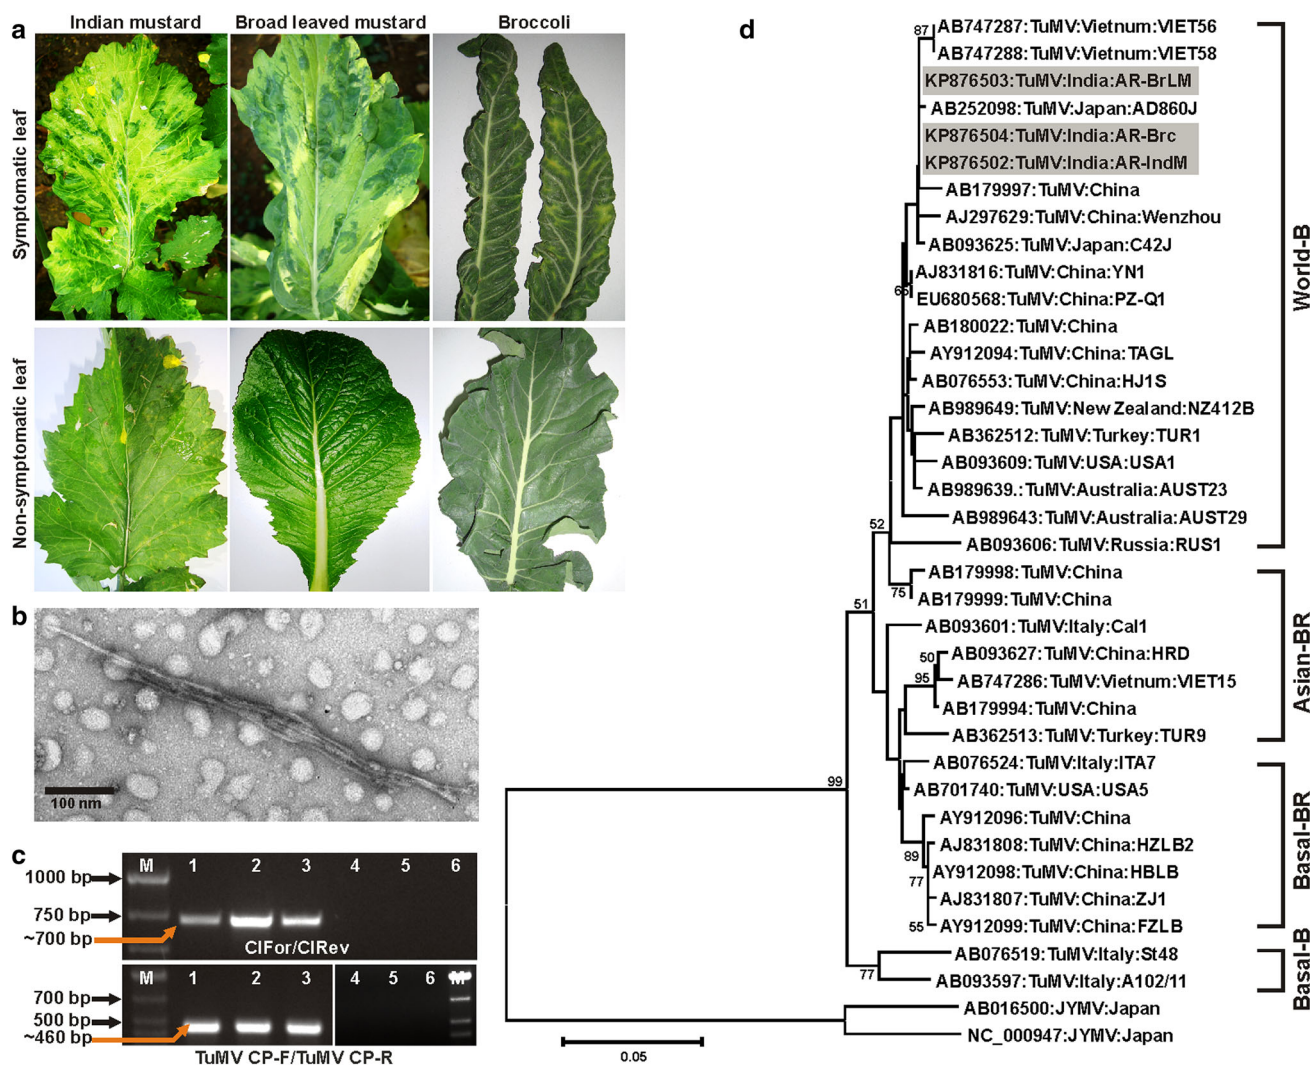 a
Indian mustard
Broad leaved mustard
Broccoli
Symptomatic leaf
Non-symptomatic leaf
b
100 nm
c
M 1 2 3 4 5 6
1000 bp
750 bp
~700 bp
CIFor/CIRev
M 1 2 3 4 5 6 M
700 bp
500 bp
~460 bp
TuMV CP-F/TuMV CP-R
d
87
AB747287:TuMV:Vietnum:VIET56
AB747288:TuMV:Vietnum:VIET58
KP876503:TuMV:India:AR-BrLM
AB252098:TuMV:Japan:AD860J
KP876504:TuMV:India:AR-Brc
KP876502:TuMV:India:AR-IndM
AB179997:TuMV:China
AJ297629:TuMV:China:Wenzhou
AB093625:TuMV:Japan:C42J
AJ831816:TuMV:China:YN1
65
EU680568:TuMV:China:PZ-Q1
AB180022:TuMV:China
AY912094:TuMV:China:TAGL
AB076553:TuMV:China:HJ1S
AB989649:TuMV:New Zealand:NZ412B
AB362512:TuMV:Turkey:TUR1
AB093609:TuMV:USA:USA1
AB989639.:TuMV:Australia:AUST23
AB989643:TuMV:Australia:AUST29
52
AB093606:TuMV:Russia:RUS1
World-B
AB179998:TuMV:China
75
AB179999:TuMV:China
51
AB093601:TuMV:Italy:Cal1
50
AB093627:TuMV:China:HRD
95
AB747286:TuMV:Vietnum:VIET15
AB179994:TuMV:China
AB362513:TuMV:Turkey:TUR9
Asian-BR
AB076524:TuMV:Italy:ITA7
99
AB701740:TuMV:USA:USA5
AY912096:TuMV:China
AJ831808:TuMV:China:HZLB2
89
AY912098:TuMV:China:HBLB
77
AJ831807:TuMV:China:ZJ1
55
AY912099:TuMV:China:FZLB
Basal-BR
AB076519:TuMV:Italy:St48
77
AB093597:TuMV:Italy:A102/11
Basal-B
AB016500:JYMV:Japan
NC_000947:JYMV:Japan
0.05